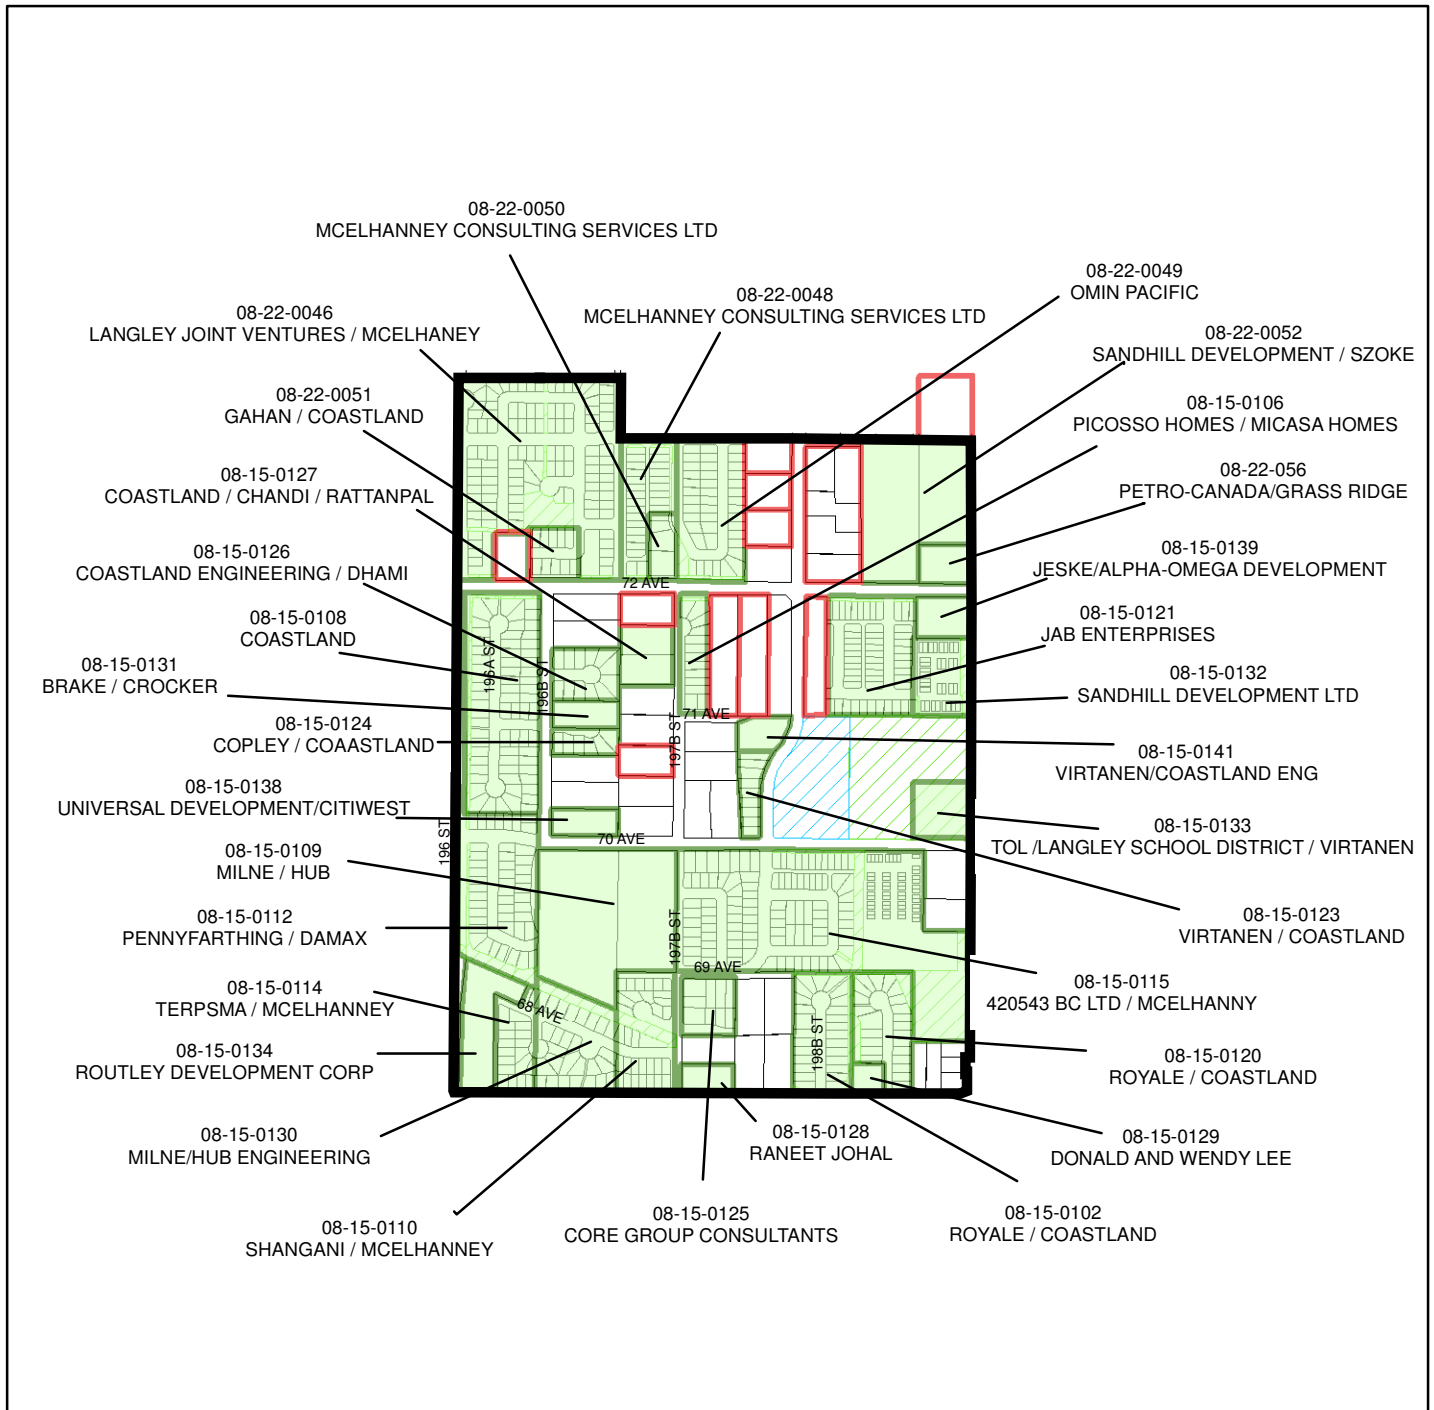 08-22-0050
MCELHANNEY CONSULTING SERVICES LTD
08-22-0049
OMIN PACIFIC
08-22-0048
MCELHANNEY CONSULTING SERVICES LTD
08-22-0046
LANGLEY JOINT VENTURES / MCELHANEY
08-22-0052
SANDHILL DEVELOPMENT / SZOKE
08-22-0051
GAHAN / COASTLAND
08-15-0106
PICOSSO HOMES / MICASA HOMES
08-15-0127
COASTLAND / CHANDI / RATTANPAL
08-22-056
PETRO-CANADA/GRASS RIDGE
08-15-0126
COASTLAND ENGINEERING / DHAMI
08-15-0139
JESKE/ALPHA-OMEGA DEVELOPMENT
72 AVE
08-15-0108
COASTLAND
08-15-0121
JAB ENTERPRISES
196A ST
196B ST
08-15-0131
BRAKE / CROCKER
08-15-0132
SANDHILL DEVELOPMENT LTD
71 AVE
197B ST
08-15-0124
COPLEY / COAASTLAND
08-15-0141
VIRTANEN/COASTLAND ENG
08-15-0138
UNIVERSAL DEVELOPMENT/CITIWEST
08-15-0133
TOL /LANGLEY SCHOOL DISTRICT / VIRTANEN
196 ST
70 AVE
08-15-0109
MILNE / HUB
08-15-0112
PENNYFARTHING / DAMAX
08-15-0123
VIRTANEN / COASTLAND
197B ST
69 AVE
08-15-0114
TERPSMA / MCELHANNEY
08-15-0115
420543 BC LTD / MCELHANNY
68 AVE
198B ST
08-15-0134
ROUTLEY DEVELOPMENT CORP
08-15-0120
ROYALE / COASTLAND
08-15-0130
MILNE/HUB ENGINEERING
08-15-0128
RANEET JOHAL
08-15-0129
DONALD AND WENDY LEE
08-15-0110
SHANGANI / MCELHANNEY
08-15-0125
CORE GROUP CONSULTANTS
08-15-0102
ROYALE / COASTLAND